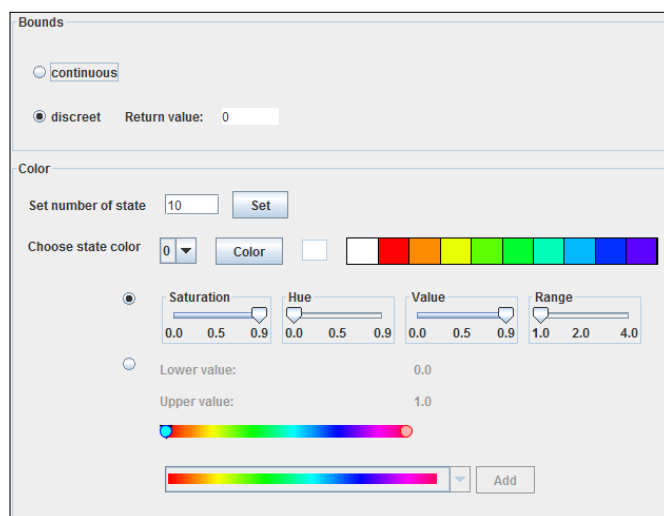 Bounds
continuous
discreet Return value: 0
Color
Set number of state 10 Set
Choose state color 0 Color
Saturation Hue Value Range
0.0 0.5 0.9 0.0 0.5 0.9 0.0 0.5 0.9 1.0 2.0 4.0
Lower value: 0.0
Upper value: 1.0
Add